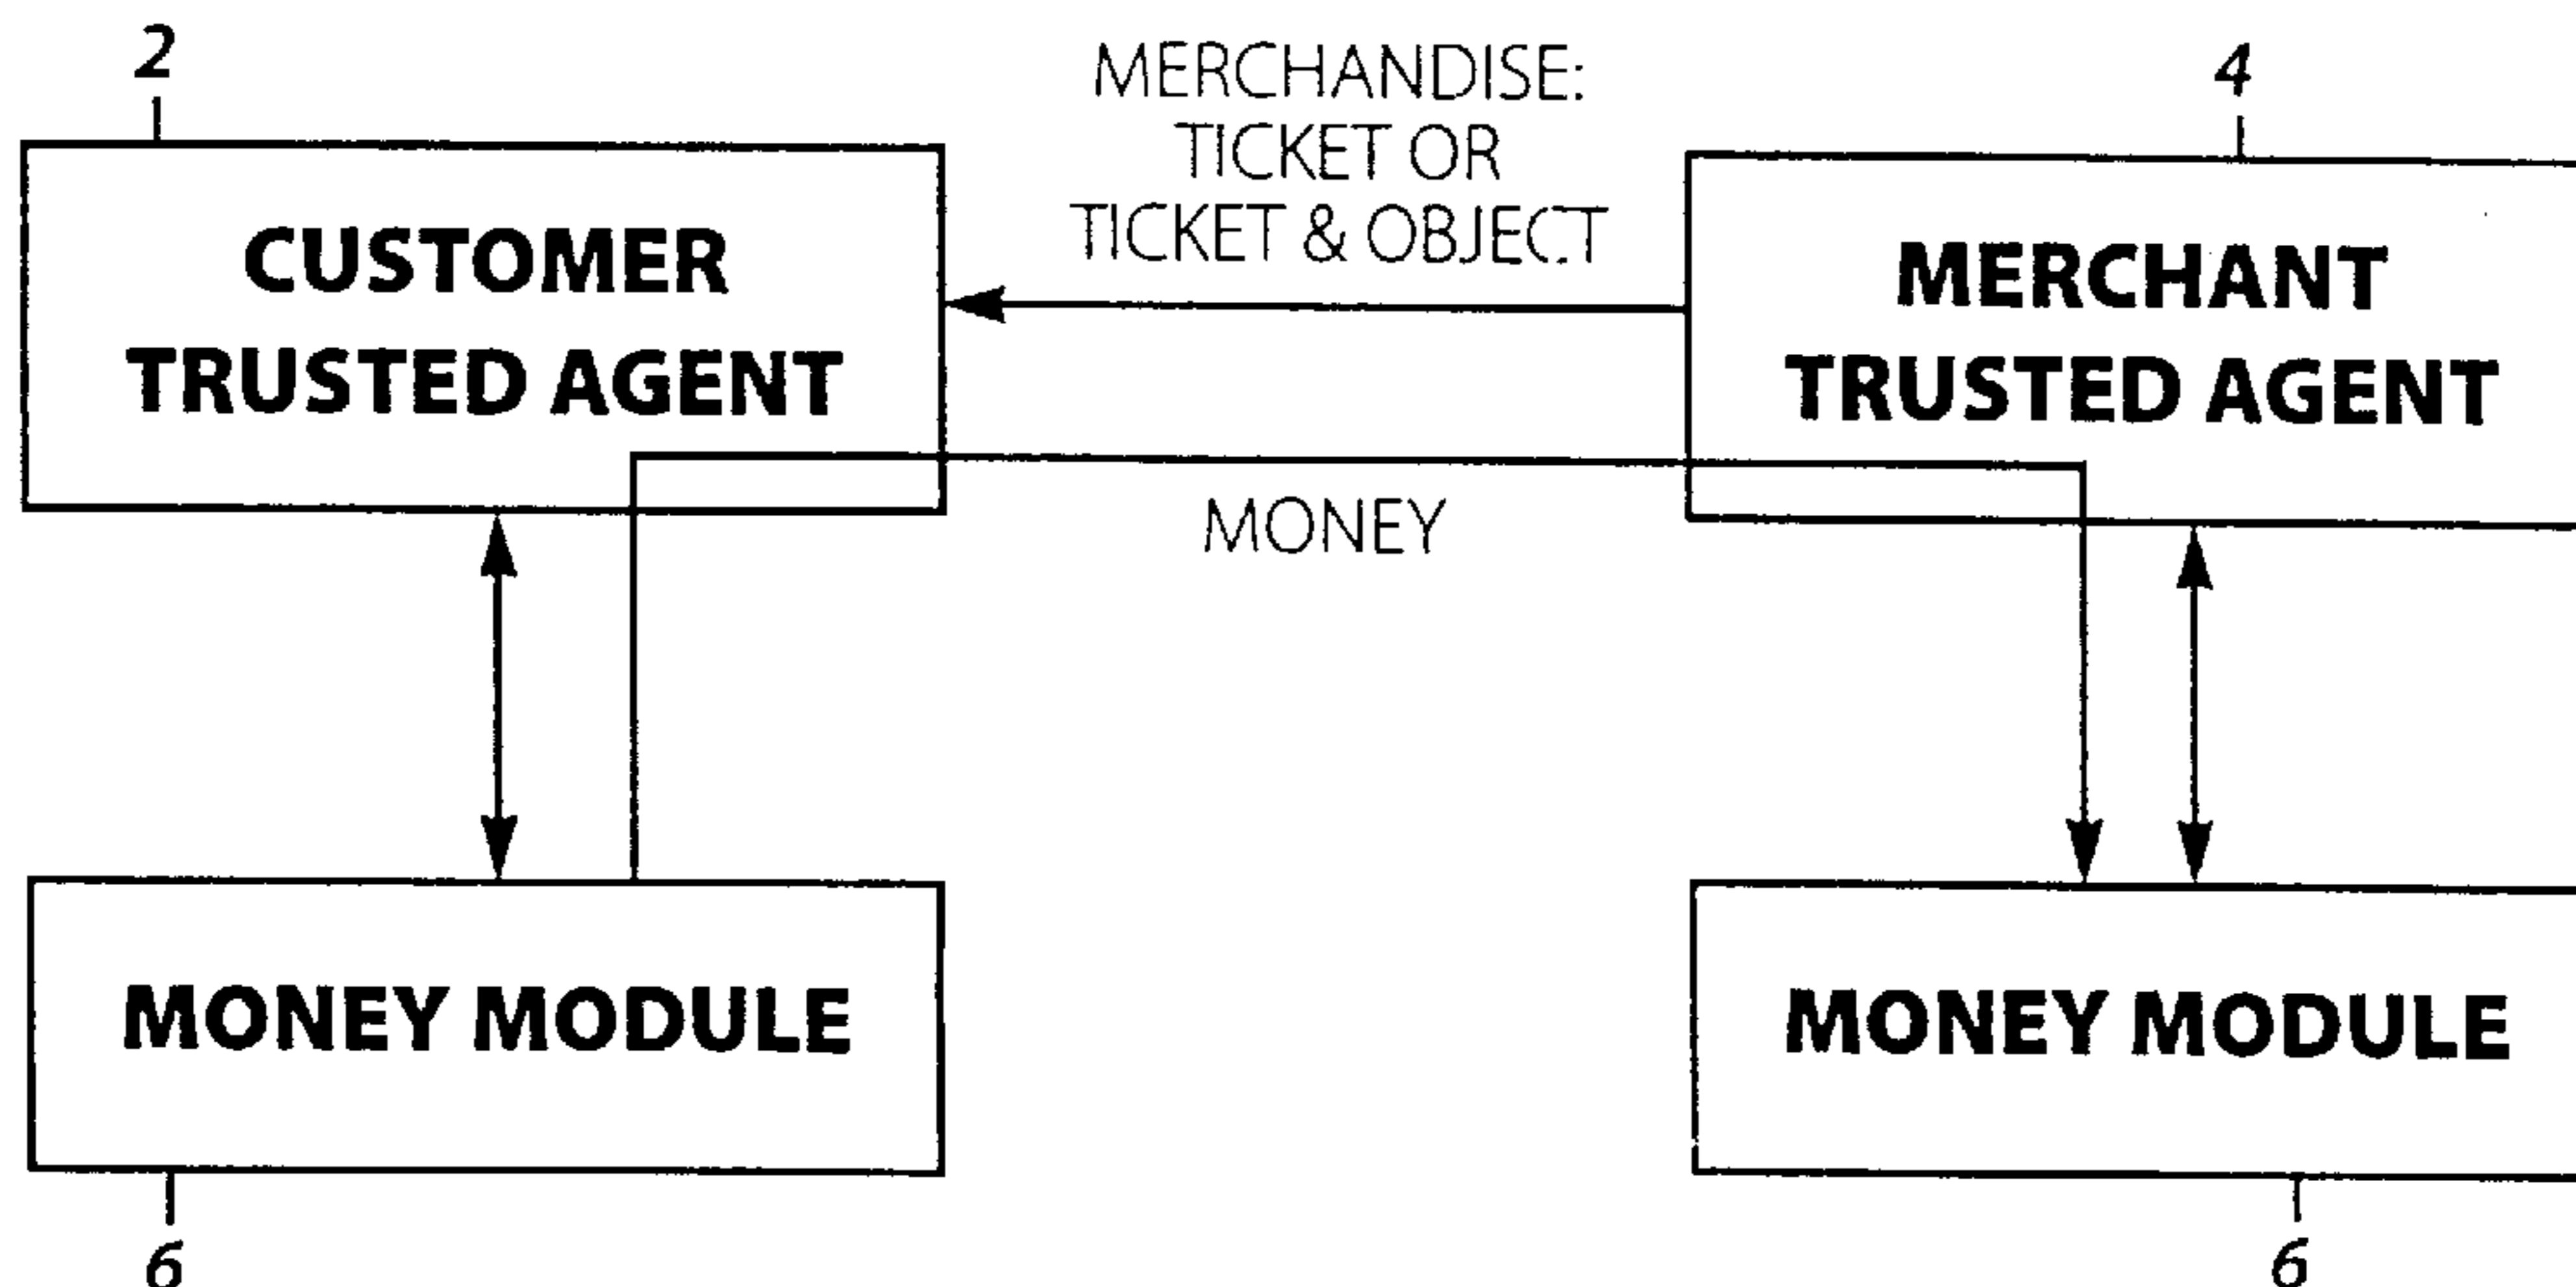 2
4
MERCHANDISE:
TICKET OR
TICKET & OBJECT
CUSTOMER
TRUSTED AGENT
MERCHANT
TRUSTED AGENT
MONEY
MONEY MODULE
MONEY MODULE
6
6